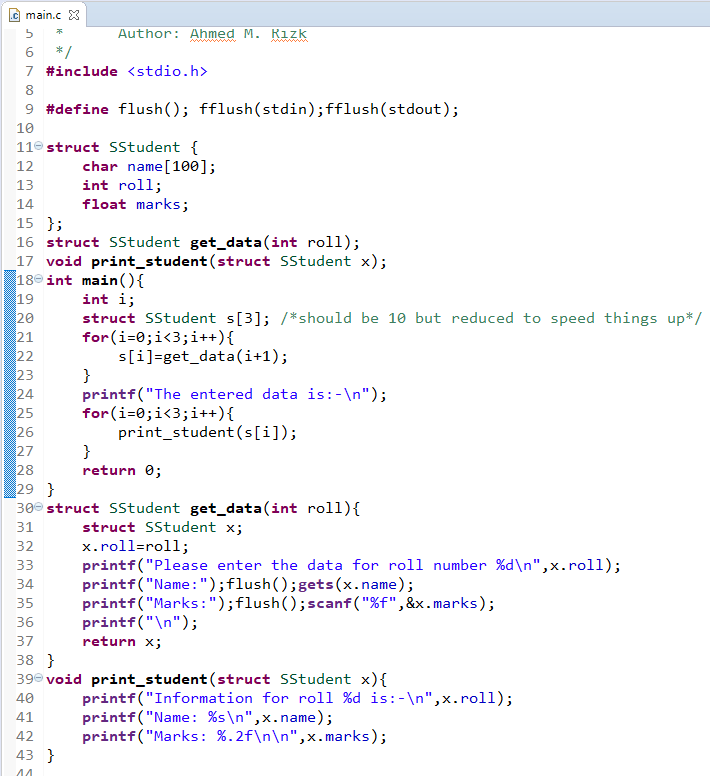 main.c
5 * Author: Ahmed M. Rizk
6 */
7 #include <stdio.h>
8
9 #define flush(); fflush(stdin);fflush(stdout);
10
11 struct SStudent {
12 char name[100];
13 int roll;
14 float marks;
15 };
16 struct SStudent get_data(int roll);
17 void print_student(struct SStudent x);
18 int main(){
19 int i;
20 struct SStudent s[3]; /*should be 10 but reduced to speed things up*/
21 for(i=0;i<3;i++){
22 s[i]=get_data(i+1);
23 }
24 printf("The entered data is:-\n");
25 for(i=0;i<3;i++){
26 print_student(s[i]);
27 }
28 return 0;
29 }
30 struct SStudent get_data(int roll){
31 struct SStudent x;
32 x.roll=roll;
33 printf("Please enter the data for roll number %d\n",x.roll);
34 printf("Name:");flush();gets(x.name);
35 printf("Marks:");flush();scanf("%f",&x.marks);
36 printf("\n");
37 return x;
38 }
39 void print_student(struct SStudent x){
40 printf("Information for roll %d is:-\n",x.roll);
41 printf("Name: %s\n",x.name);
42 printf("Marks: %.2f\n\n",x.marks);
43 }
44